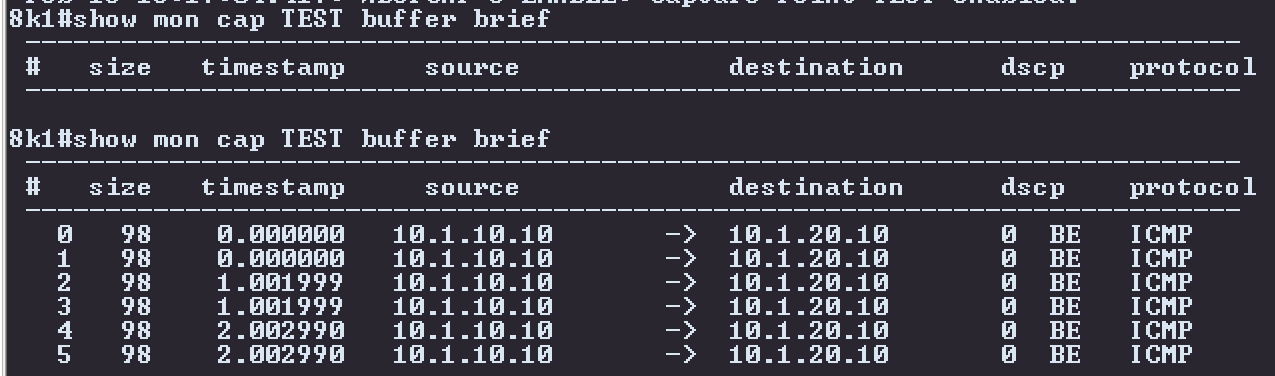 8k1#show mon cap TEST buffer brief
# size timestamp source destination dscp protocol
8k1#show mon cap TEST buffer brief
# size timestamp source destination dscp protocol
0 98 0.000000 10.1.10.10 -> 10.1.20.10 0 BE ICMP
1 98 0.000000 10.1.10.10 -> 10.1.20.10 0 BE ICMP
2 98 1.001999 10.1.10.10 -> 10.1.20.10 0 BE ICMP
3 98 1.001999 10.1.10.10 -> 10.1.20.10 0 BE ICMP
4 98 2.002990 10.1.10.10 -> 10.1.20.10 0 BE ICMP
5 98 2.002990 10.1.10.10 -> 10.1.20.10 0 BE ICMP